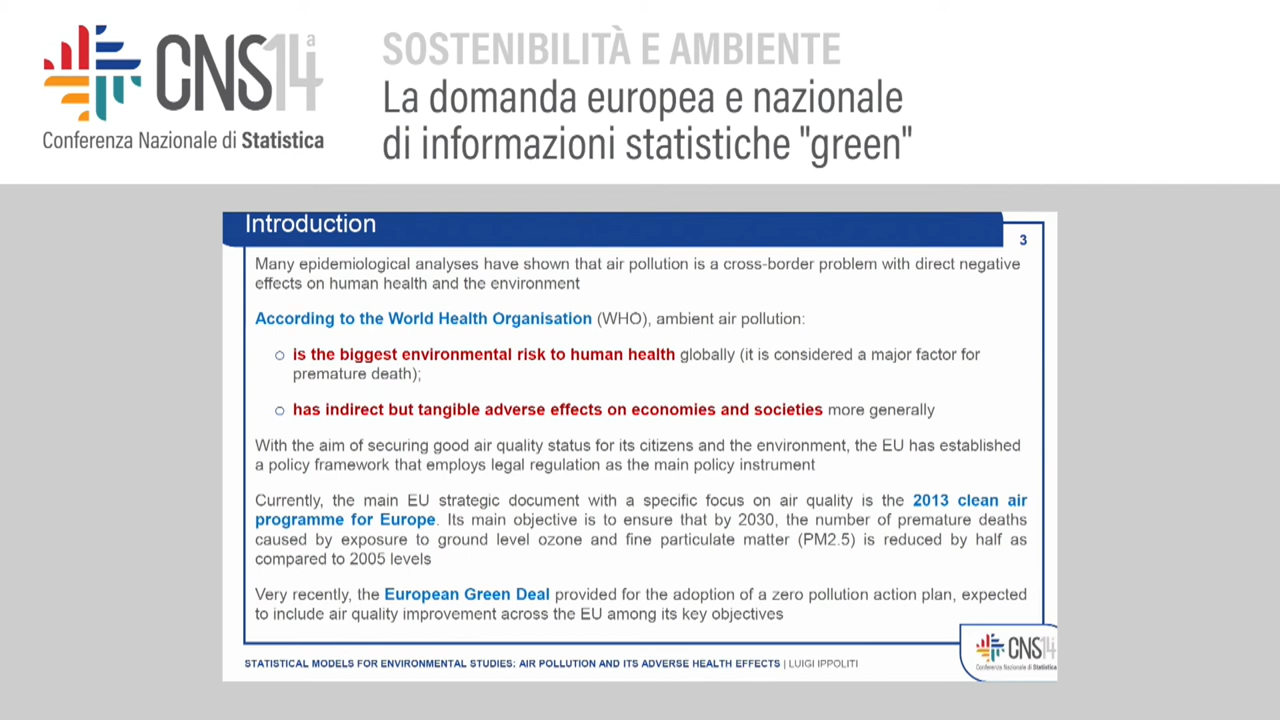 CNS14a
Conferenza Nazionale di Statistica
SOSTENIBILITÀ E AMBIENTE
La domanda europea e nazionale
di informazioni statistiche "green"
Introduction
3
Many epidemiological analyses have shown that air pollution is a cross-border problem with direct negative
effects on human health and the environment
According to the World Health Organisation (WHO), ambient air pollution:
is the biggest environmental risk to human health globally (it is considered a major factor for
premature death);
has indirect but tangible adverse effects on economies and societies more generally
With the aim of securing good air quality status for its citizens and the environment, the EU has established
a policy framework that employs legal regulation as the main policy instrument
Currently, the main EU strategic document with a specific focus on air quality is the 2013 clean air
programme for Europe. Its main objective is to ensure that by 2030, the number of premature deaths
caused by exposure to ground level ozone and fine particulate matter (PM2.5) is reduced by half as
compared to 2005 levels
Very recently, the European Green Deal provided for the adoption of a zero pollution action plan, expected
to include air quality improvement across the EU among its key objectives
STATISTICAL MODELS FOR ENVIRONMENTAL STUDIES: AIR POLLUTION AND ITS ADVERSE HEALTH EFFECTS | LUIGI IPPOLITI
CNS14
Conferenza Nazionale di Statistica